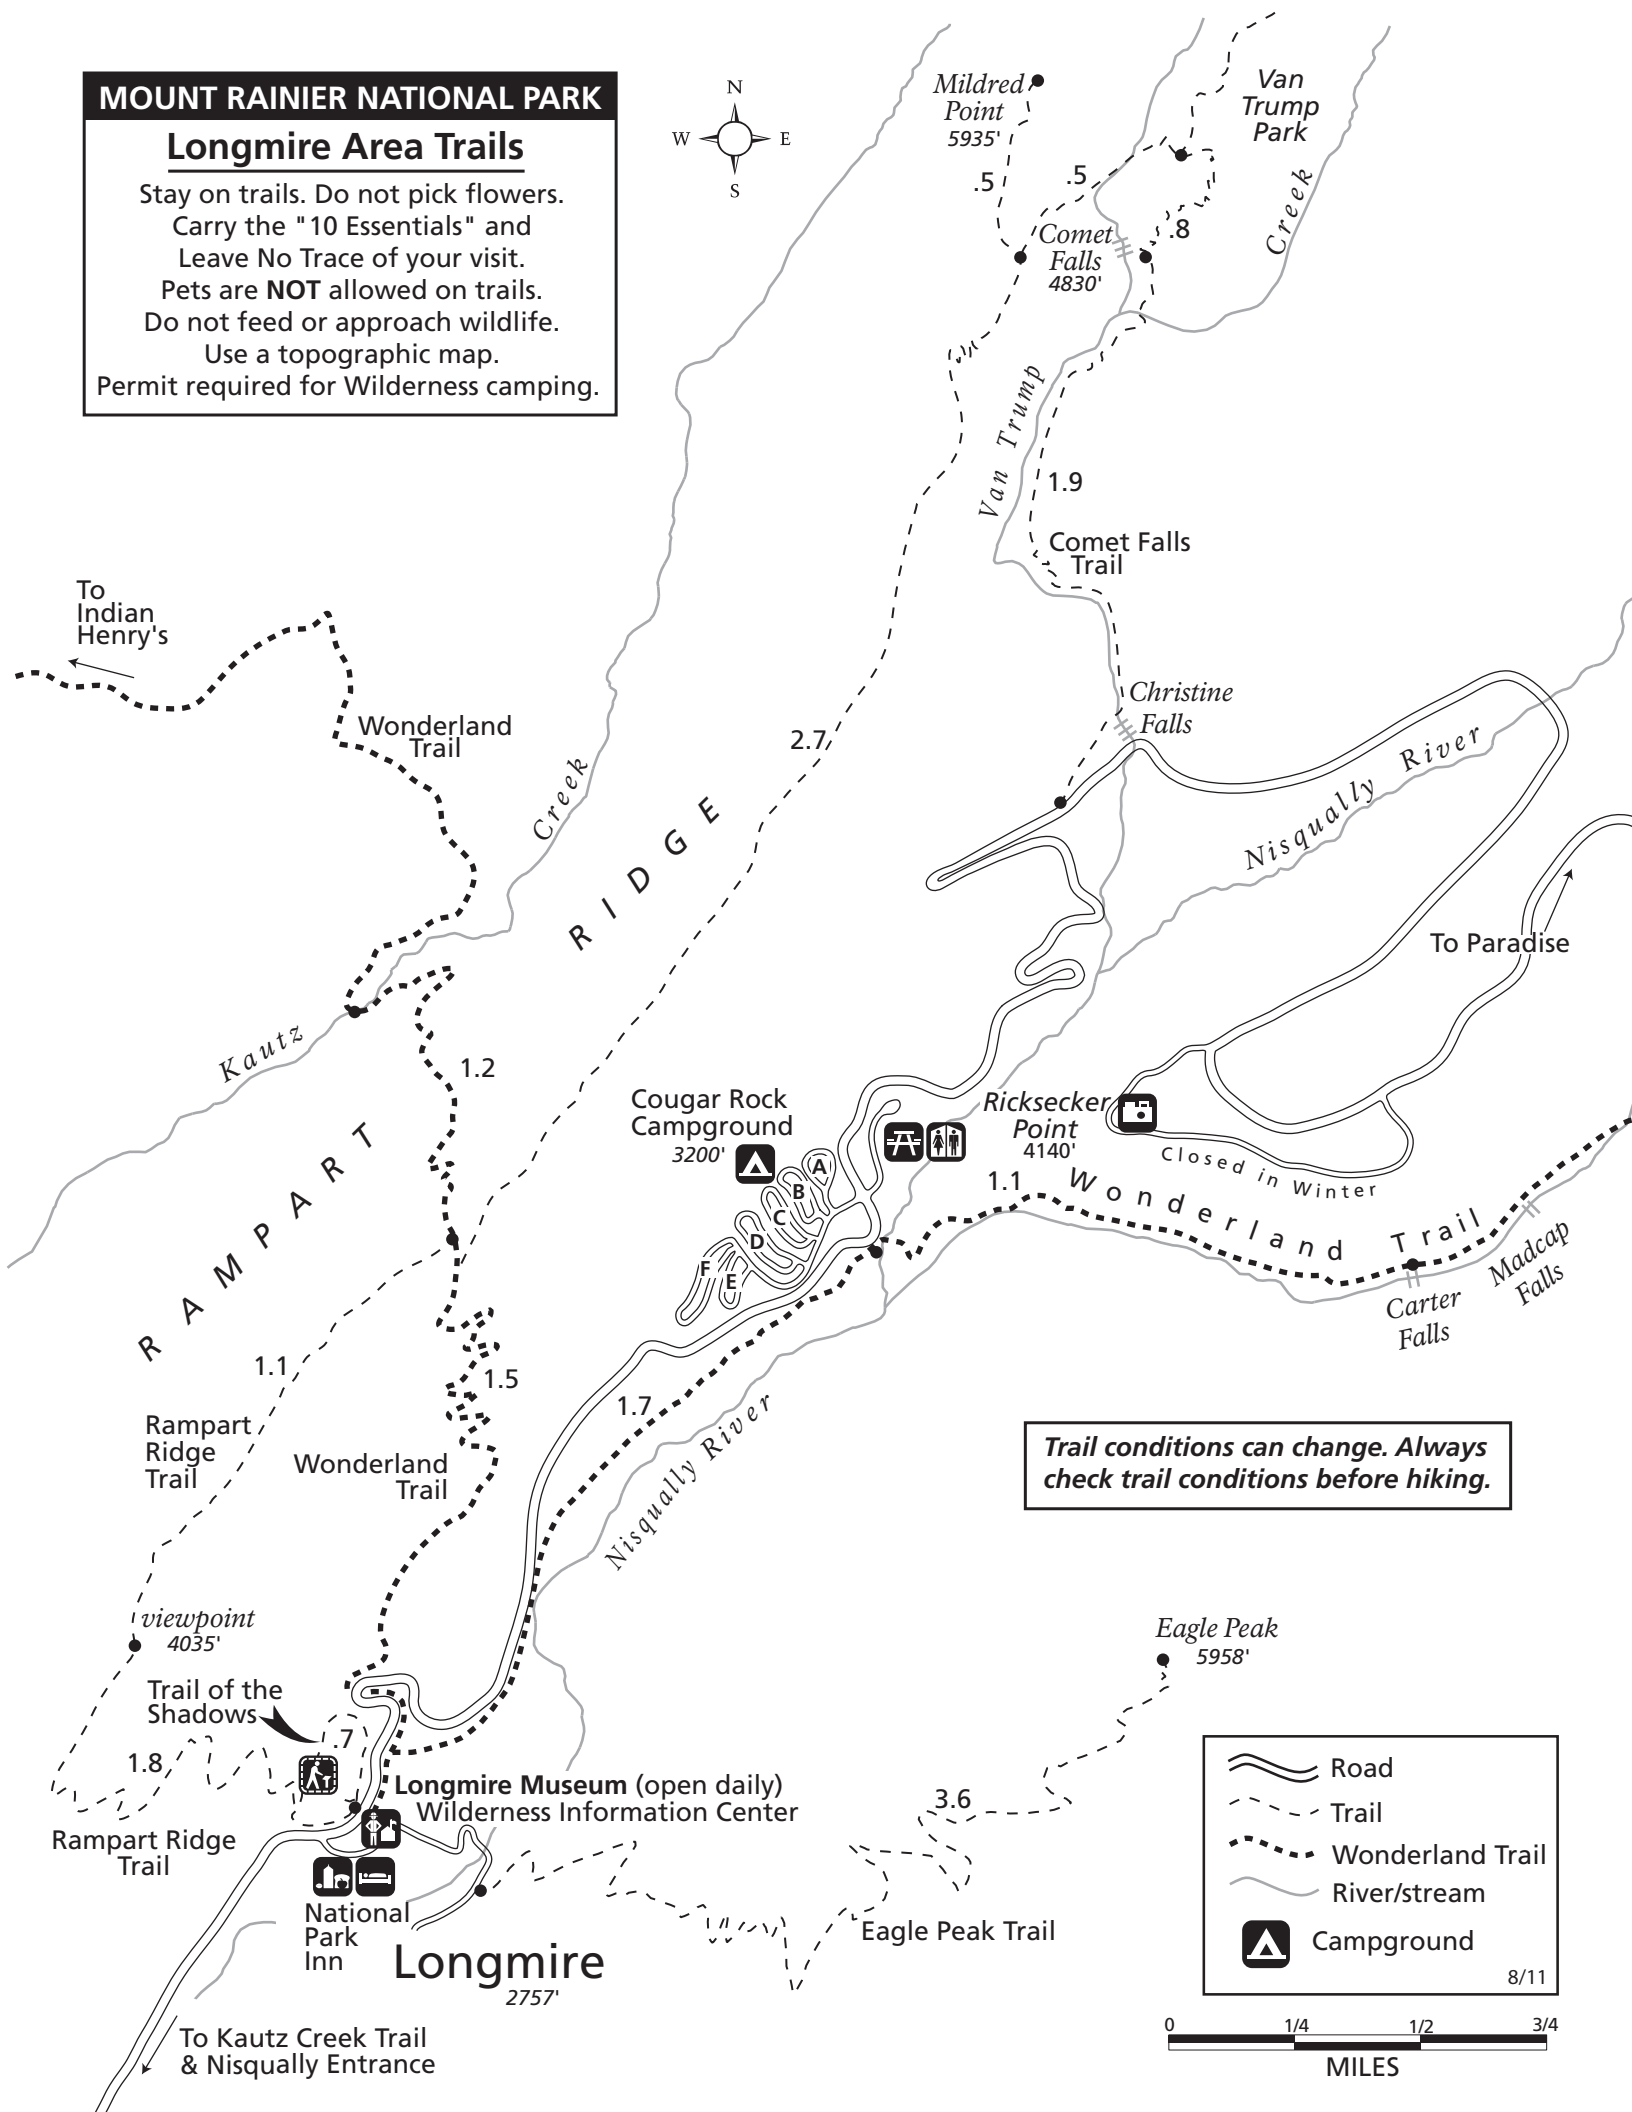 MOUNT RAINIER NATIONAL PARK
Longmire Area Trails
Stay on trails. Do not pick flowers.
Carry the "10 Essentials" and
Leave No Trace of your visit.
Pets are NOT allowed on trails.
Do not feed or approach wildlife.
Use a topographic map.
Permit required for Wilderness camping.
N
W
E
S
Mildred
Point
5935'
Van
Trump
Park
.5
.5
.8
Comet
Falls
4830'
Creek
Van Trump
1.9
Comet Falls
Trail
To
Indian
Henry's
Wonderland
Trail
Christine
Falls
2.7
Creek
Nisqually River
RIDGE
To Paradise
Kautz
1.2
Cougar Rock
Campground
3200'
Ricksecker
Point
4140'
Closed in Winter
A
B
C
D
F
E
1.1
Wonderland Trail
Madcap
Falls
Carter
Falls
RAMPART
1.1
1.5
1.7
Rampart
Ridge
Trail
Wonderland
Trail
Nisqually River
Trail conditions can change. Always
check trail conditions before hiking.
viewpoint
4035'
Eagle Peak
5958'
Trail of the
Shadows
.7
1.8
Longmire Museum (open daily)
Wilderness Information Center
3.6
Rampart Ridge
Trail
National
Park
Inn
Eagle Peak Trail
Longmire
2757'
To Kautz Creek Trail
& Nisqually Entrance
Road
Trail
Wonderland Trail
River/stream
Campground
8/11
0
1/4
1/2
3/4
MILES